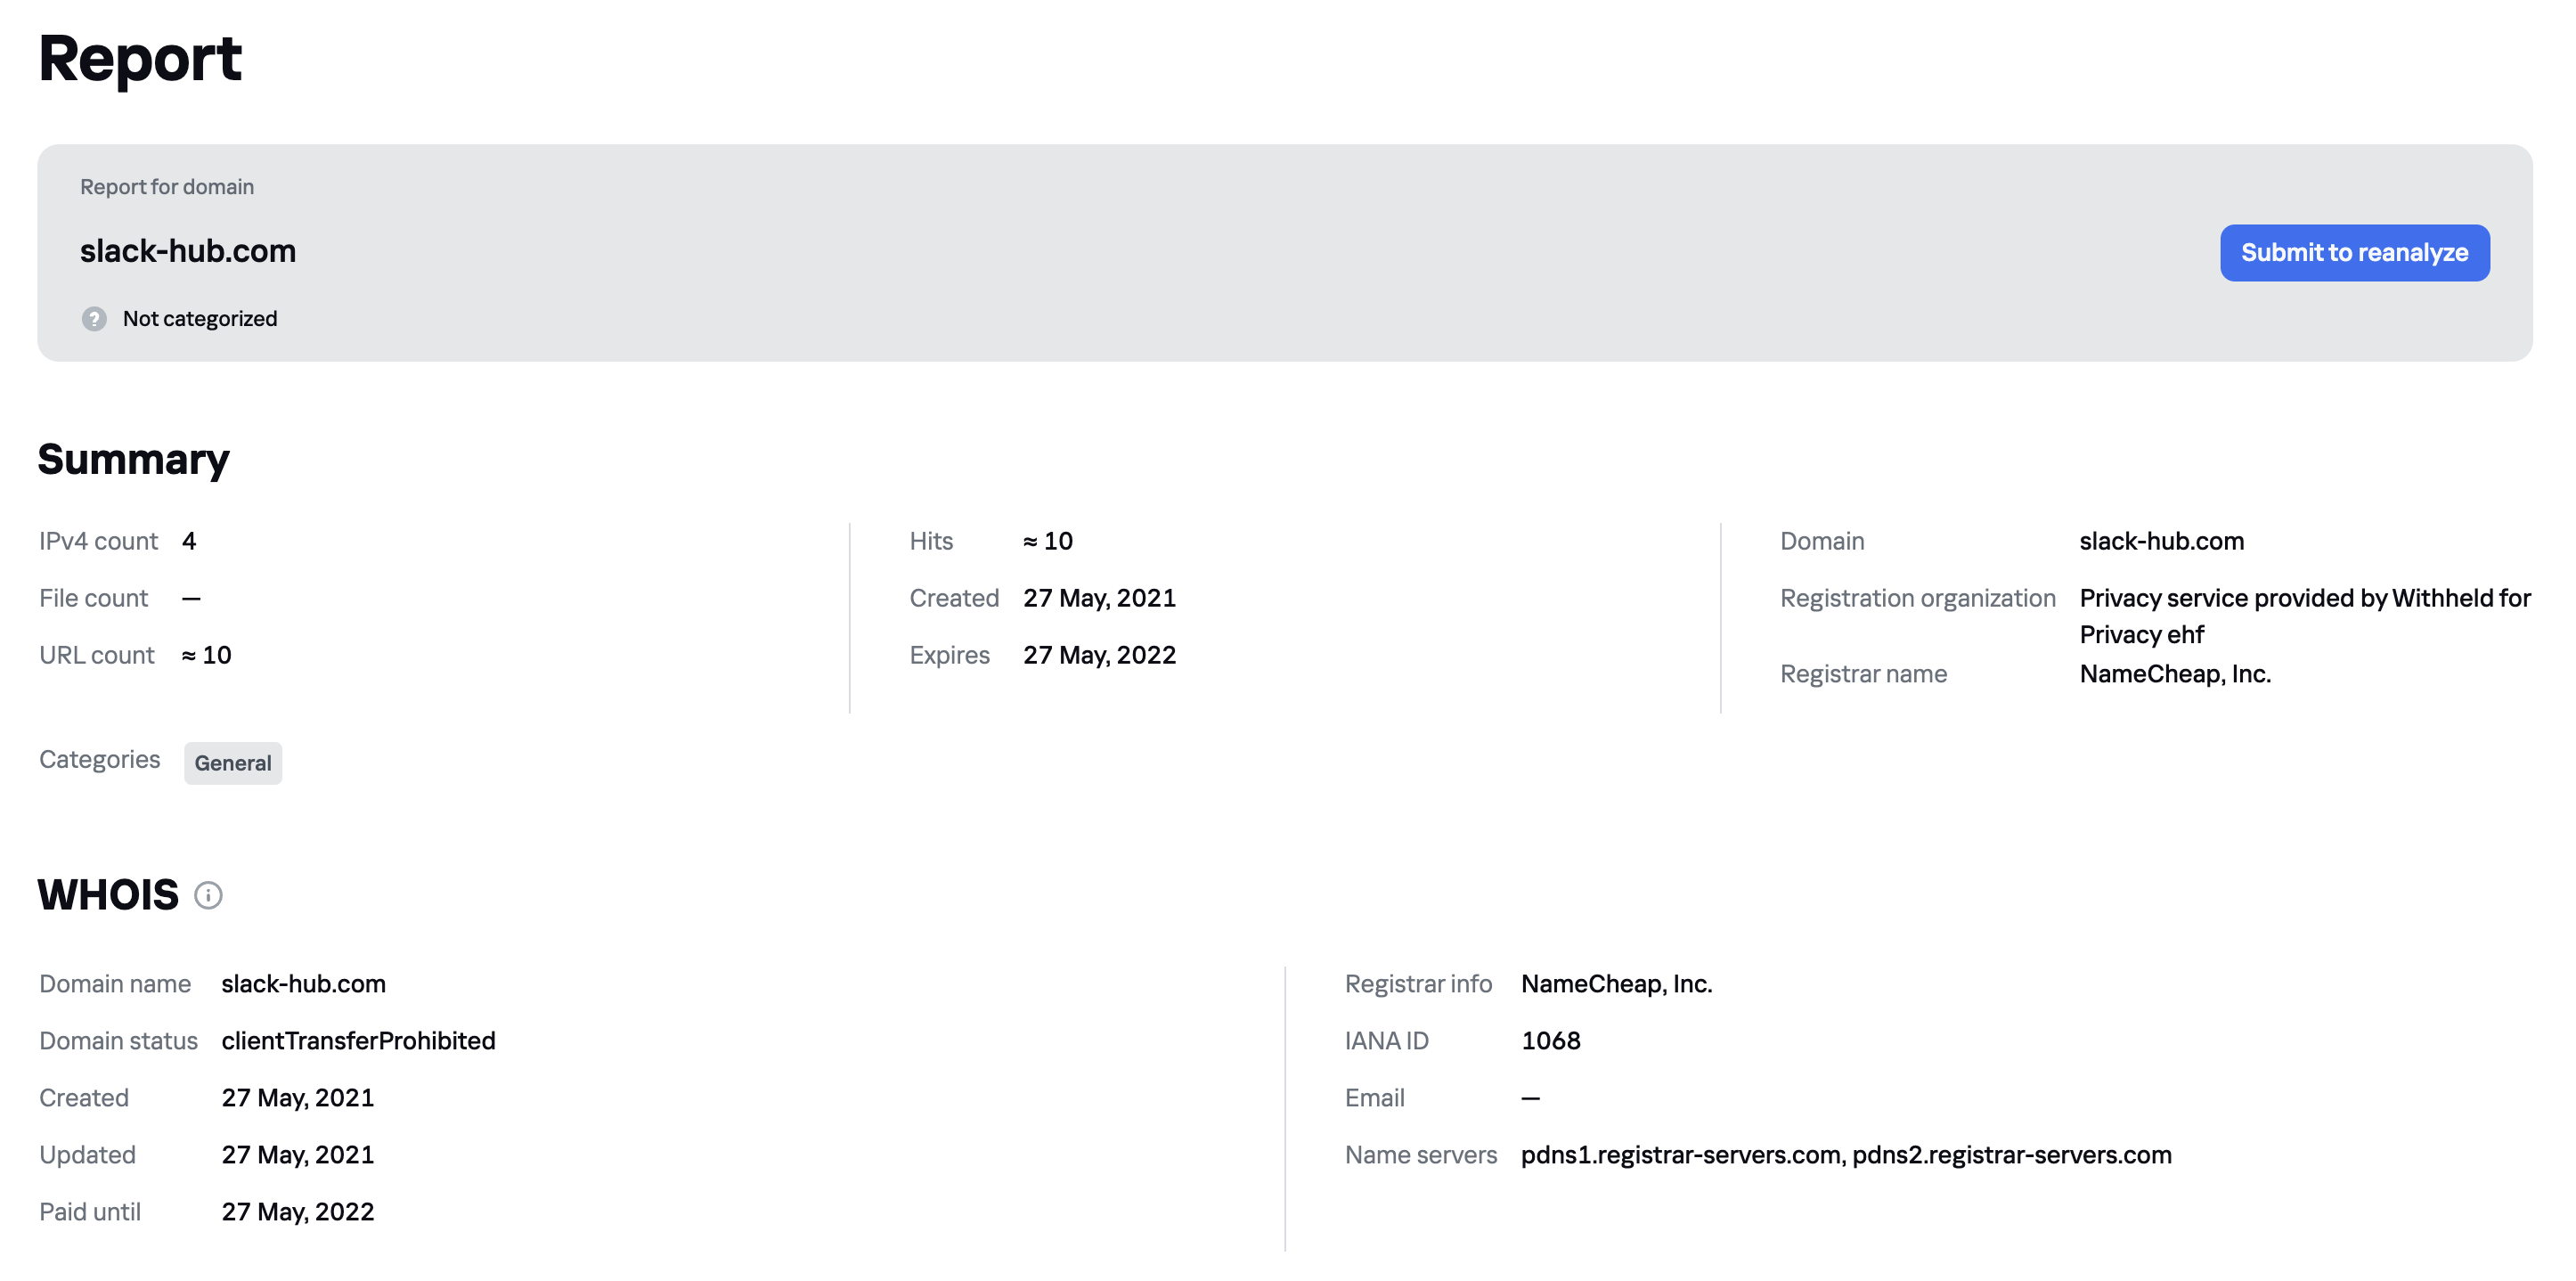 Report
Report for domain
slack-hub.com
Submit to reanalyze
? Not categorized
Summary
IPv4 count 4
File count —
URL count ≈ 10
Hits ≈ 10
Created 27 May, 2021
Expires 27 May, 2022
Domain slack-hub.com
Registration organization Privacy service provided by Withheld for
Privacy ehf
Registrar name NameCheap, Inc.
Categories General
WHOIS i
Domain name slack-hub.com
Domain status clientTransferProhibited
Created 27 May, 2021
Updated 27 May, 2021
Paid until 27 May, 2022
Registrar info NameCheap, Inc.
IANA ID 1068
Email —
Name servers pdns1.registrar-servers.com, pdns2.registrar-servers.com